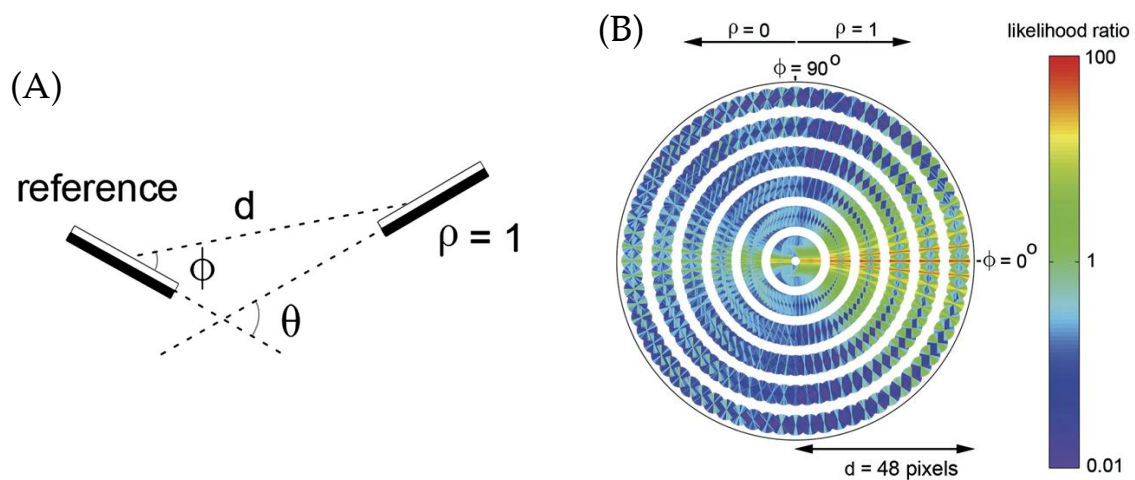 (A)
reference
d
ϕ
ρ = 1
θ
(B)
ρ = 0
ρ = 1
ϕ = 90°
ϕ = 0°
d = 48 pixels
likelihood ratio
100
1
0.01